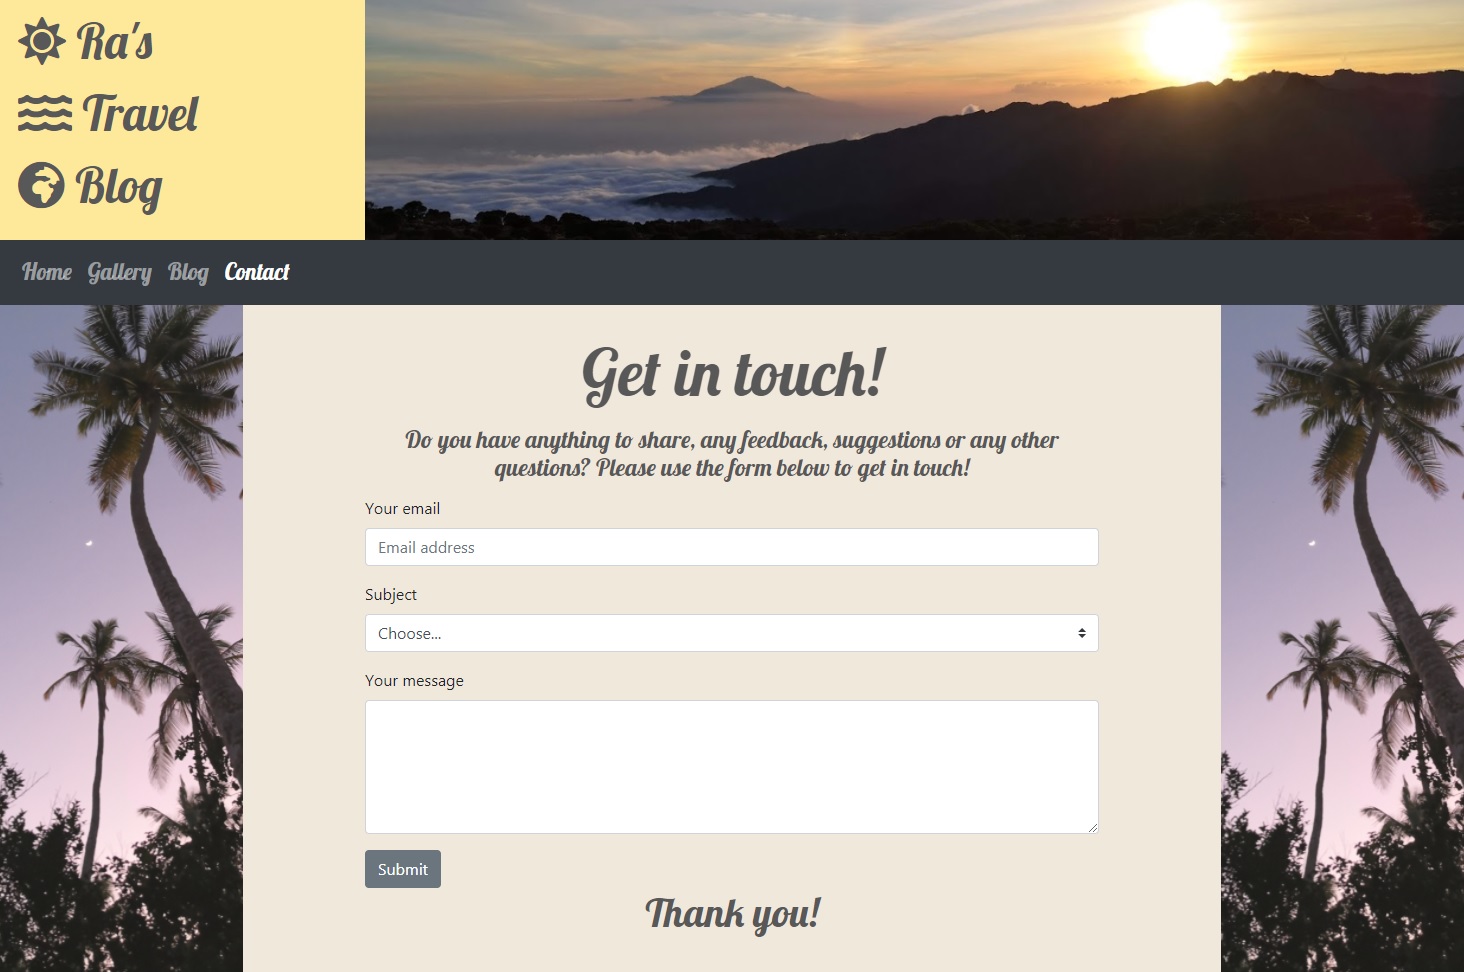 Ra's
Travel
Blog
Home Gallery Blog Contact
Get in touch!
Do you have anything to share, any feedback, suggestions or any other
questions? Please use the form below to get in touch!
Your email
Email address
Subject
Choose...
Your message
Submit
Thank you!